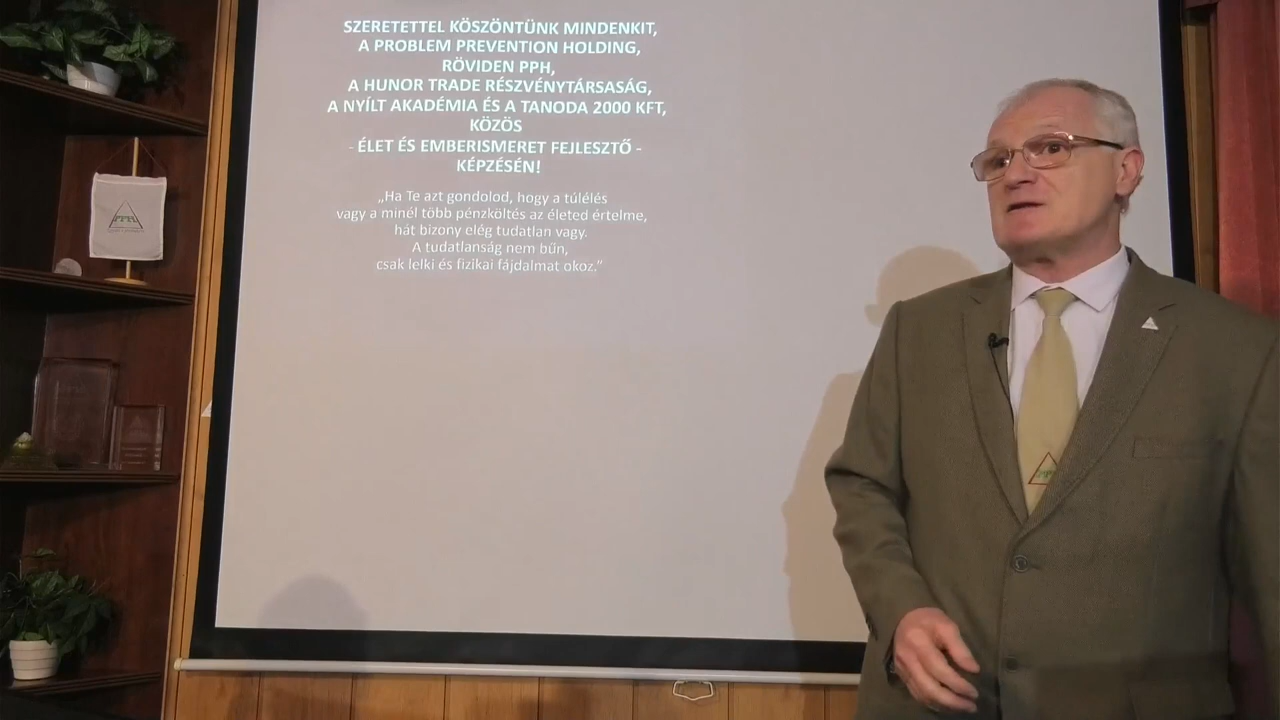 SZERETETTEL KÖSZÖNTÜNK MINDENKIT,
A PROBLEM PREVENTION HOLDING,
RÖVIDEN PPH,
A HUNOR TRADE RÉSZVÉNYTÁRSASÁG,
A NYÍLT AKADÉMIA ÉS A TANODA 2000 KFT,
KÖZÖS
- ÉLET ÉS EMBERISMERET FEJLESZTŐ -
KÉPZÉSÉN!
„Ha Te azt gondolod, hogy a túlélés
vagy a minél több pénzköltés az életed értelme,
hát bizony elég tudatlan vagy.
A tudatlanság nem bűn,
csak lelki és fizikai fájdalmat okoz.”